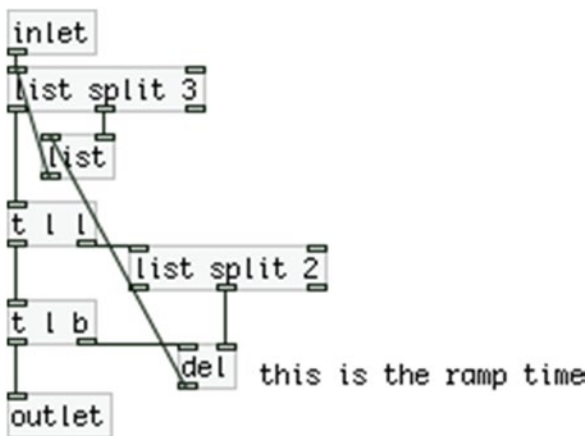 inlet
list split 3
list
t l l
list split 2
t l b
del
this is the ramp time
outlet